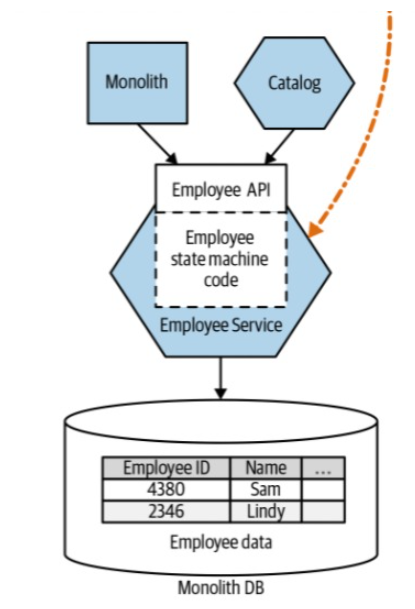 Monolith
Catalog
Employee API
Employee
state machine
code
Employee Service
Employee ID Name ...
4380 Sam
2346 Lindy
Employee data
Monolith DB